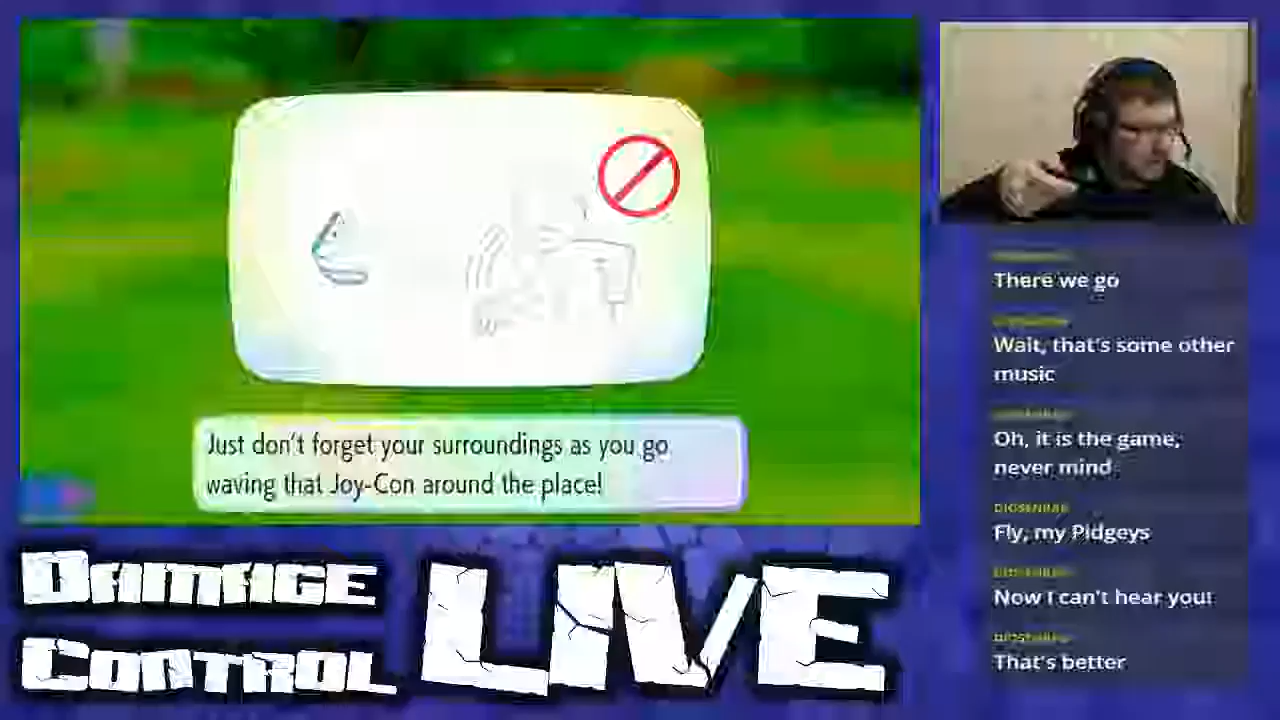 Just don't forget your surroundings as you go
waving that Joy-Con around the place!
There we go
Wait, that's some other
music
Oh, it is the game,
never mind
Fly, my Pidgeys
Now I can't hear you!
That's better
DAMAGE
CONTROL
LIVE